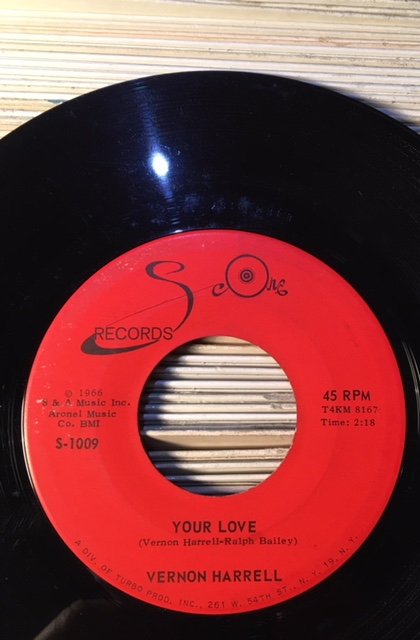 Score
RECORDS
© 1966
S & A Music Inc.
Aronel Music
Co. BMI
S-1009
45 RPM
T4KM 8167
Time: 2:18
YOUR LOVE
(Vernon Harrell-Ralph Bailey)
VERNON HARRELL
A DIV. OF TURBO PROD. INC., 261 W. 54TH ST., N. Y. 19, N. Y.